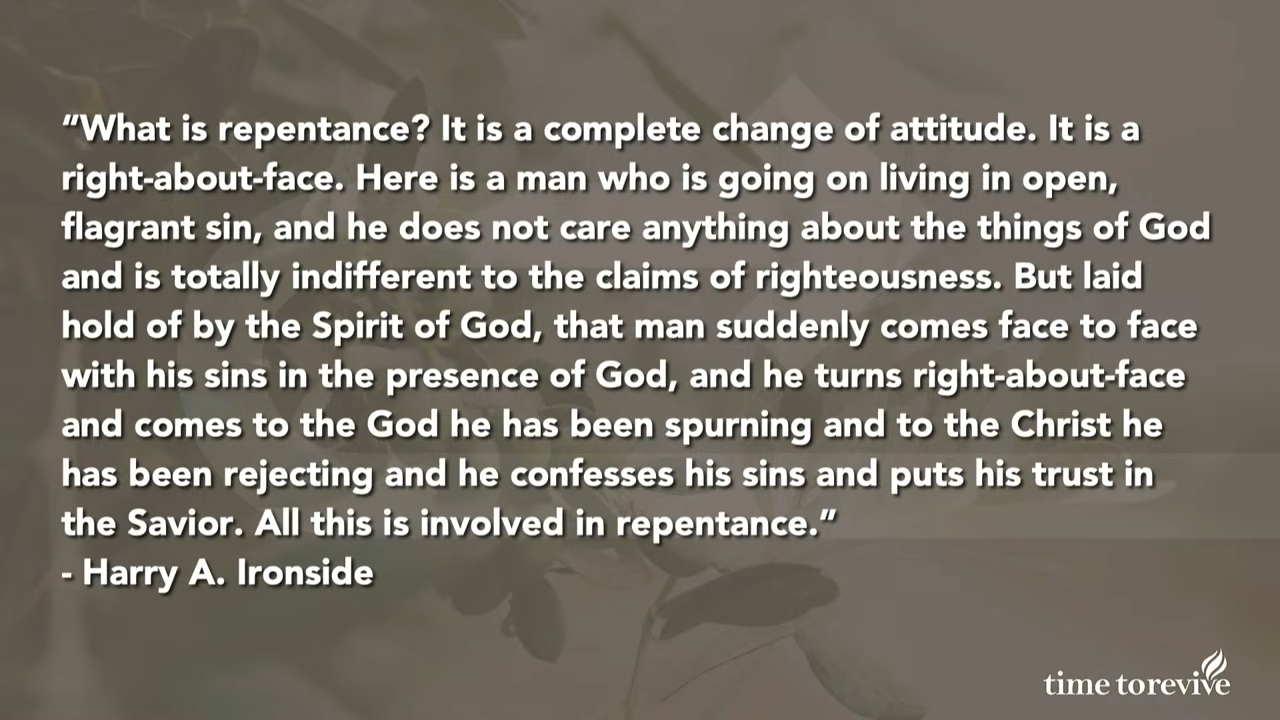 “What is repentance? It is a complete change of attitude. It is a
right-about-face. Here is a man who is going on living in open,
flagrant sin, and he does not care anything about the things of God
and is totally indifferent to the claims of righteousness. But laid
hold of by the Spirit of God, that man suddenly comes face to face
with his sins in the presence of God, and he turns right-about-face
and comes to the God he has been spurning and to the Christ he
has been rejecting and he confesses his sins and puts his trust in
the Savior. All this is involved in repentance.”
- Harry A. Ironside
time to revive